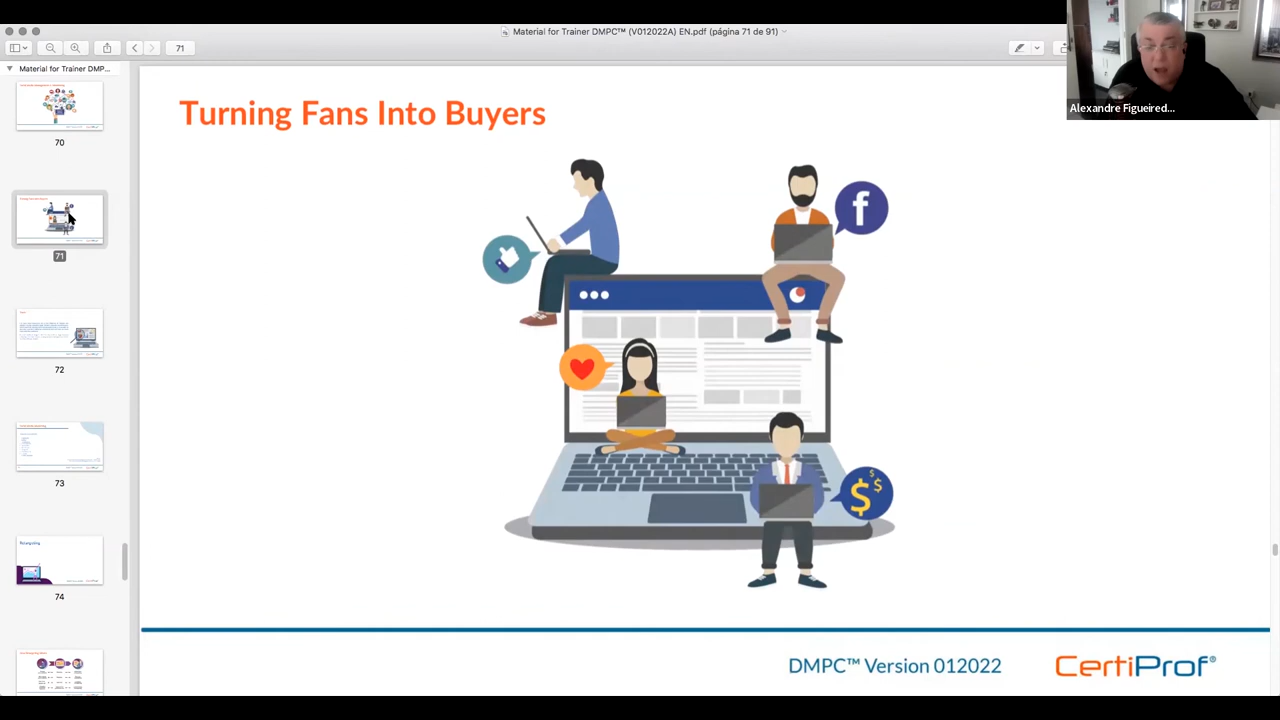 Material for Trainer DMPC™ (V012022A) EN.pdf (página 71 de 91)
71
Material for Trainer DMP...
70
71
72
73
Retargeting
74
Turning Fans Into Buyers
f
$
$
$
DMPC™ Version 012022
CertiProf®
Alexandre Figueired...